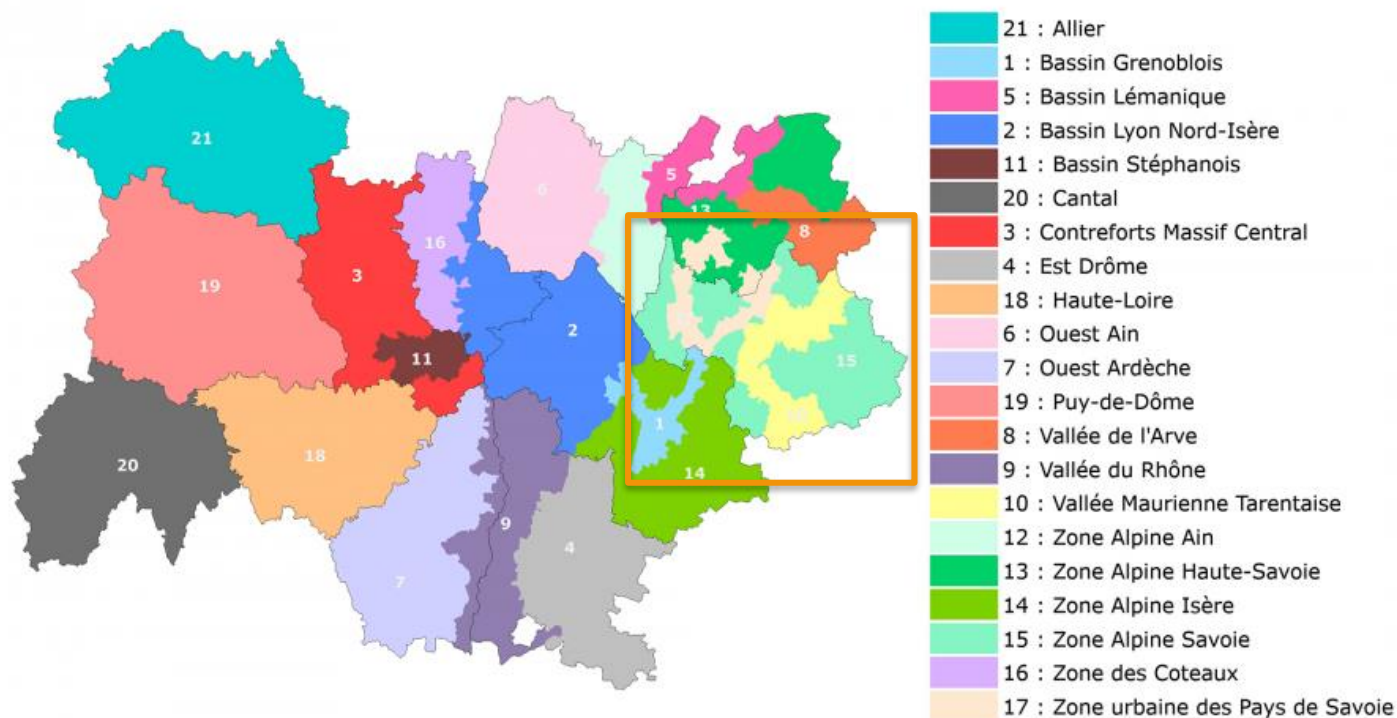 21 : Allier
1 : Bassin Grenoblois
5 : Bassin Lémanique
2 : Bassin Lyon Nord-Isère
11 : Bassin Stéphanois
20 : Cantal
3 : Contreforts Massif Central
4 : Est Drôme
18 : Haute-Loire
6 : Ouest Ain
7 : Ouest Ardèche
19 : Puy-de-Dôme
8 : Vallée de l'Arve
9 : Vallée du Rhône
10 : Vallée Maurienne Tarentaise
12 : Zone Alpine Ain
13 : Zone Alpine Haute-Savoie
14 : Zone Alpine Isère
15 : Zone Alpine Savoie
16 : Zone des Coteaux
17 : Zone urbaine des Pays de Savoie
21
5
6
13
8
16
3
19
2
11
15
10
1
20
18
14
9
4
7